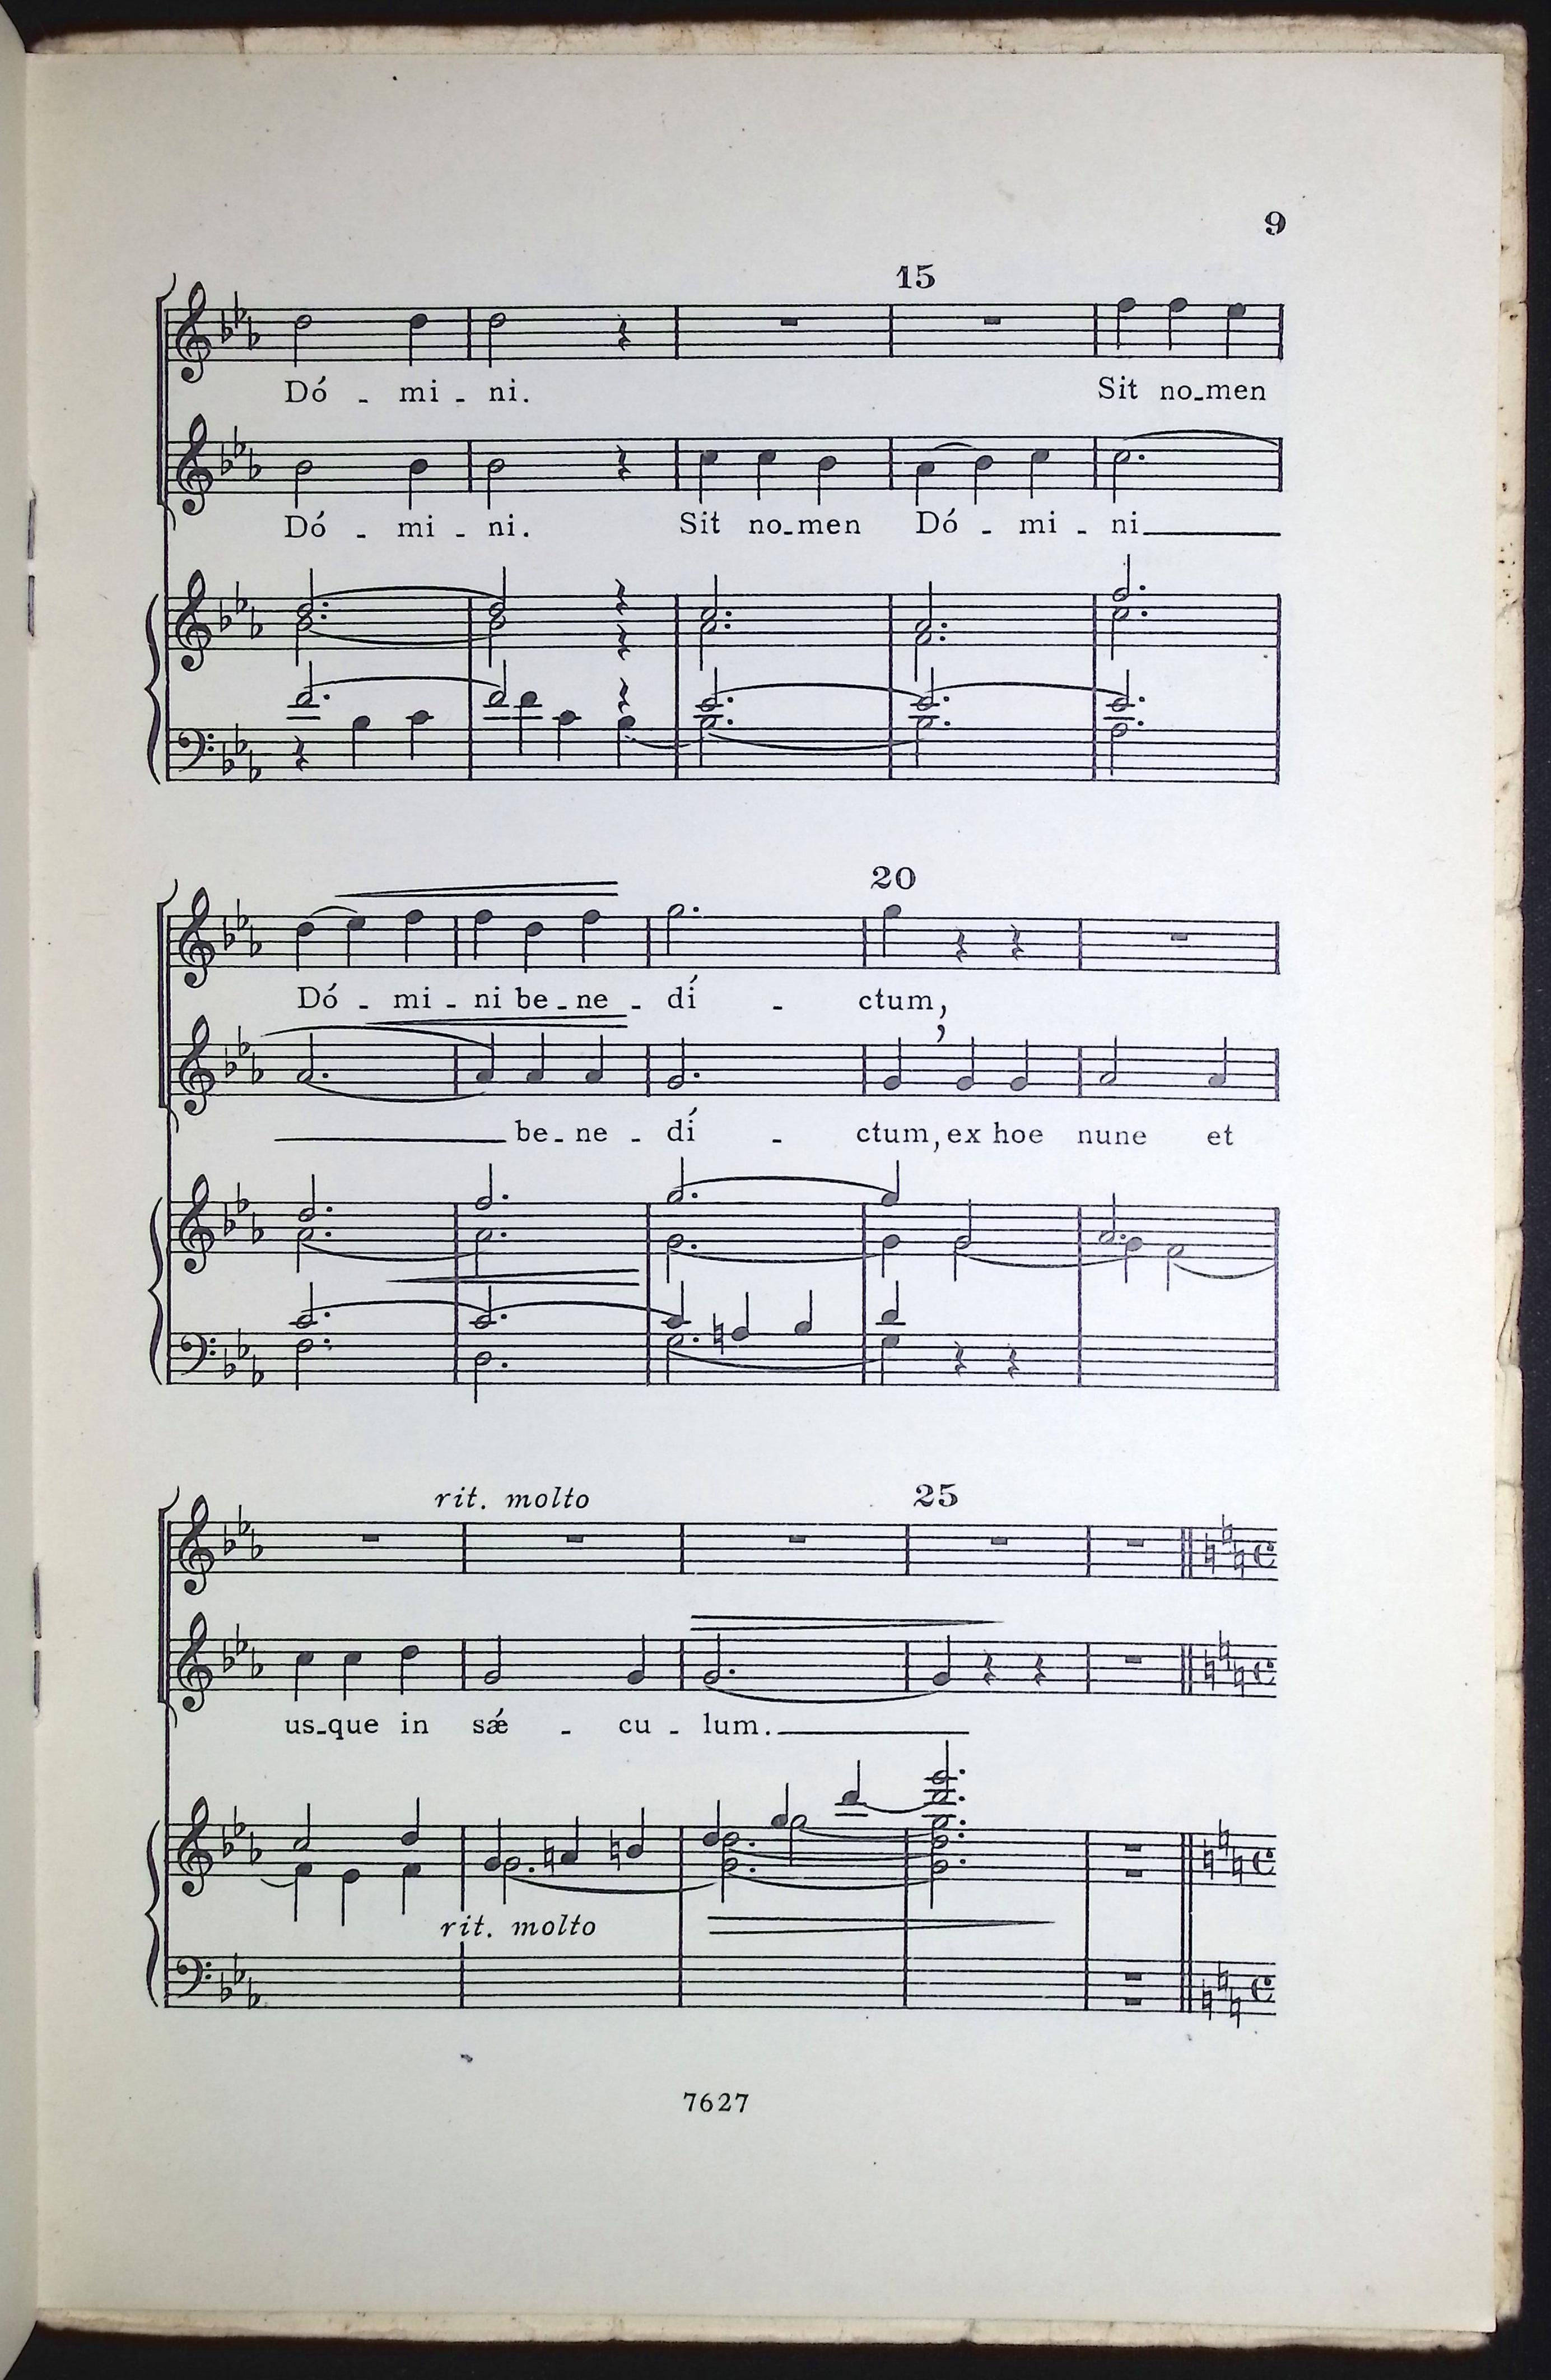 9
15
Dó - mi - ni. Sit no-men
Dó - mi - ni. Sit no-men Dó - mi - ni
20
Dó - mi - ni be - ne - dí - ctum,
be - ne - dí - ctum, ex hoe nune et
rit. molto 25
us-que in sǽ - cu - lum.
rit. molto
7627